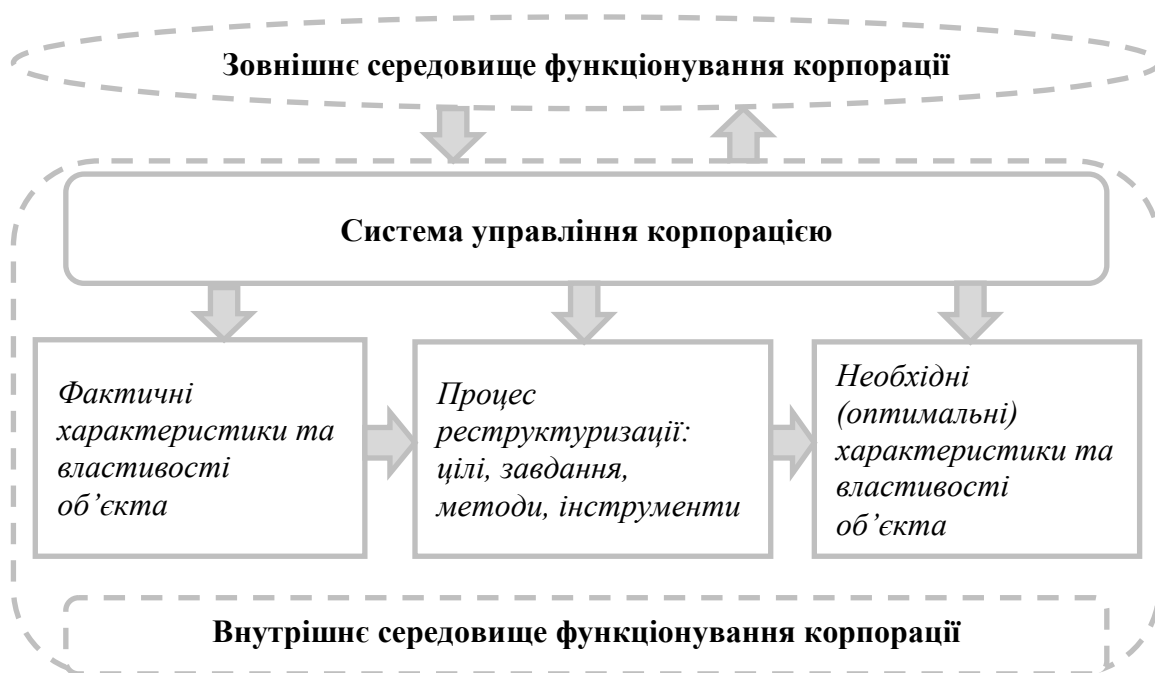 Зовнішнє середовище функціонування корпорації
Система управління корпорацією
Фактичні
характеристики та
властивості
об’єкта
Процес
реструктуризації:
цілі, завдання,
методи, інструменти
Необхідні
(оптимальні)
характеристики та
властивості
об’єкта
Внутрішнє середовище функціонування корпорації